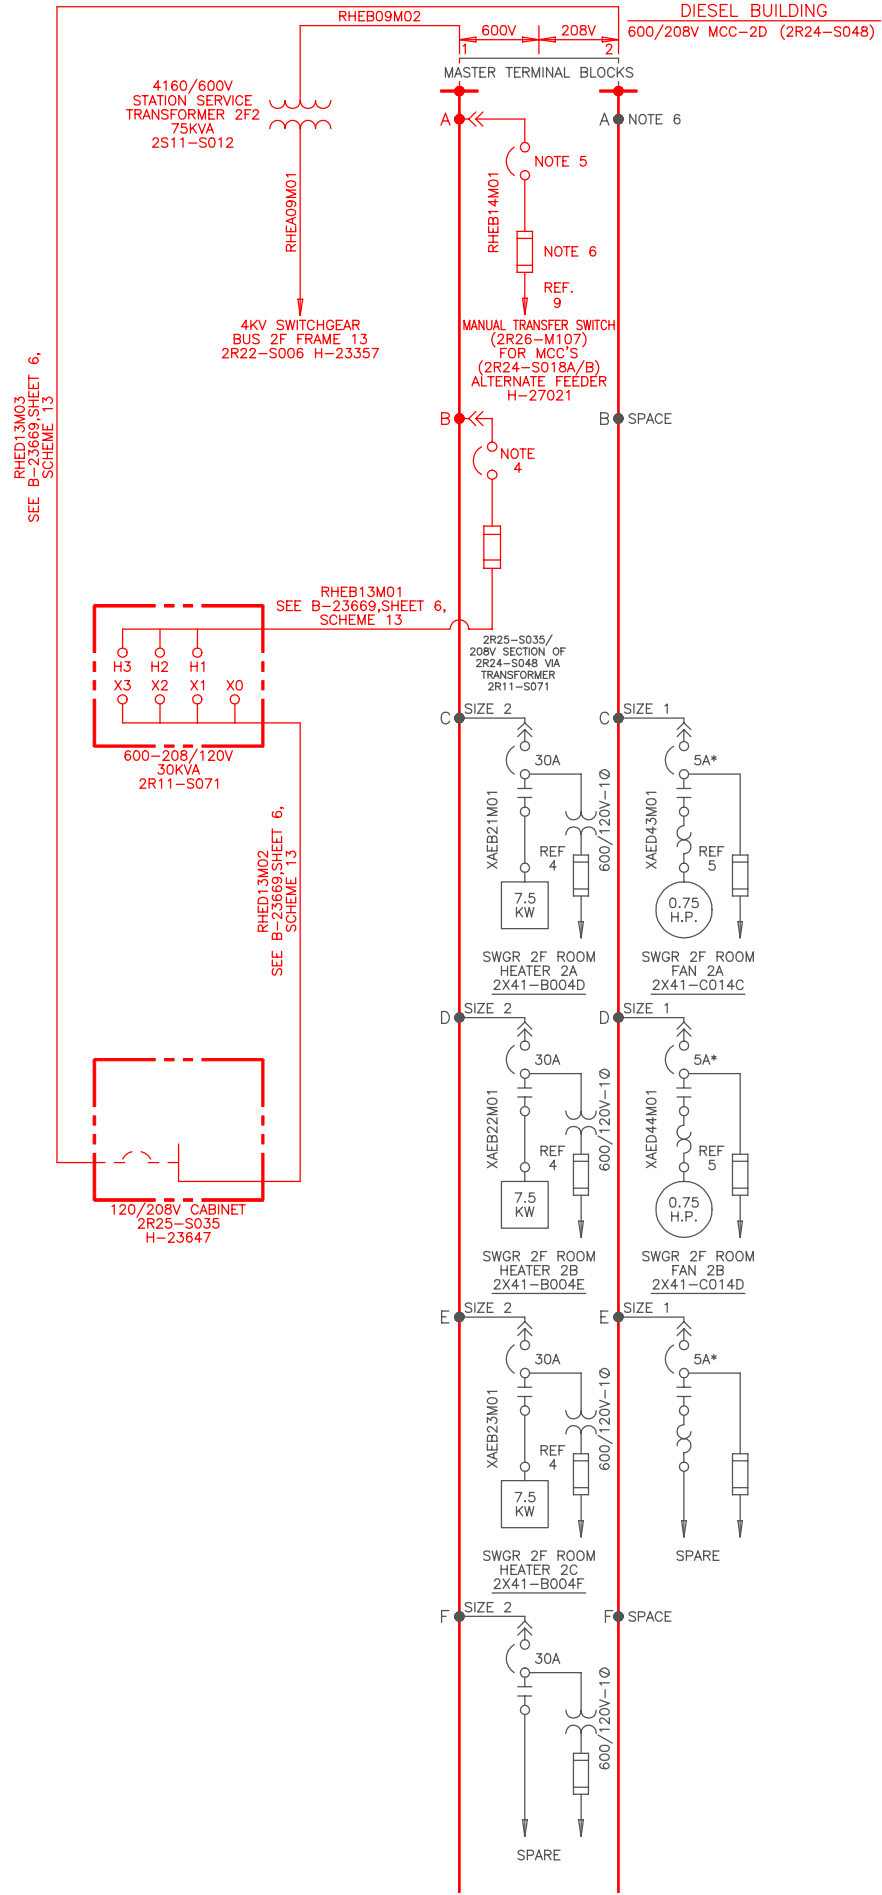 DIESEL BUILDING
600/208V MCC-2D (2R24-S048)
RHEB09M02
600V
208V
1
2
MASTER TERMINAL BLOCKS
4160/600V
STATION SERVICE
TRANSFORMER 2F2
75KVA
2S11-S012
RHEA09M01
4KV SWITCHGEAR
BUS 2F FRAME 13
2R22-S006 H-23357
A
NOTE 5
RHEB14M01
NOTE 6
REF.
9
MANUAL TRANSFER SWITCH
(2R26-M107)
FOR MCC'S
(2R24-S018A/B)
ALTERNATE FEEDER
H-27021
A
NOTE 6
RHED13M03
SEE B-23669,SHEET 6,
SCHEME 13
B
NOTE
4
B
SPACE
RHEB13M01
SEE B-23669,SHEET 6,
SCHEME 13
H3
H2
H1
X3
X2
X1
X0
600-208/120V
30KVA
2R11-S071
RHED13M02
SEE B-23669,SHEET 6,
SCHEME 13
120/208V CABINET
2R25-S035
H-23647
2R25-S035/
208V SECTION OF
2R24-S048 VIA
TRANSFORMER
2R11-S071
C
SIZE 2
30A
XAEB21M01
600/120V-1Ø
REF
4
7.5
KW
SWGR 2F ROOM
HEATER 2A
2X41-B004D
C
SIZE 1
5A*
XAED43M01
REF
5
0.75
H.P.
SWGR 2F ROOM
FAN 2A
2X41-C014C
D
SIZE 2
30A
XAEB22M01
600/120V-1Ø
REF
4
7.5
KW
SWGR 2F ROOM
HEATER 2B
2X41-B004E
D
SIZE 1
5A*
XAED44M01
REF
5
0.75
H.P.
SWGR 2F ROOM
FAN 2B
2X41-C014D
E
SIZE 2
30A
XAEB23M01
600/120V-1Ø
REF
4
7.5
KW
SWGR 2F ROOM
HEATER 2C
2X41-B004F
E
SIZE 1
5A*
SPARE
F
SIZE 2
30A
600/120V-1Ø
SPARE
F
SPACE